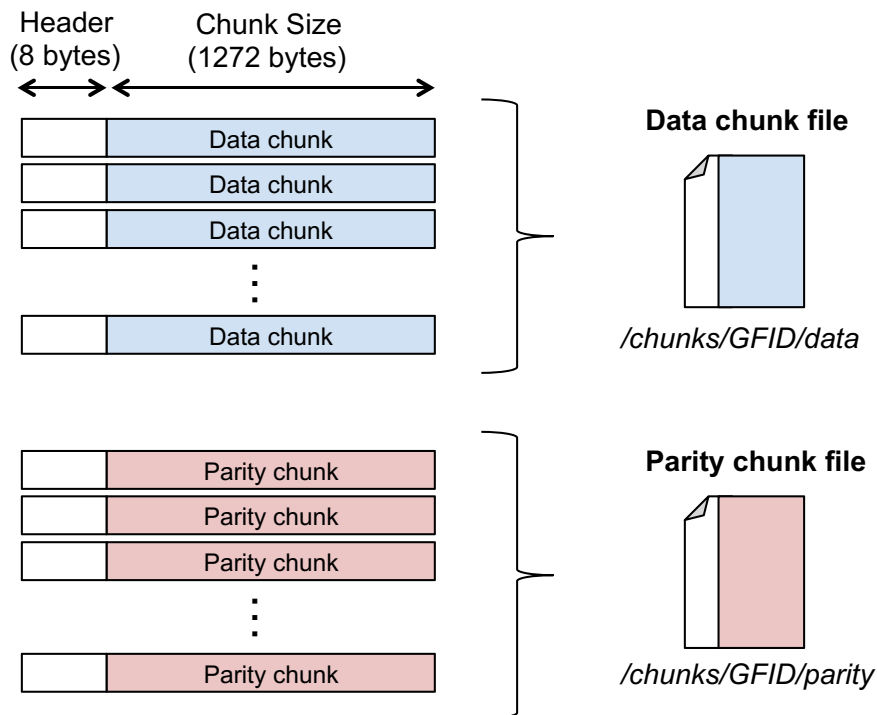 Header
(8 bytes)
Chunk Size
(1272 bytes)
Data chunk
Data chunk
Data chunk
Data chunk
Data chunk file
/chunks/GFID/data
Parity chunk
Parity chunk
Parity chunk
Parity chunk
Parity chunk file
/chunks/GFID/parity